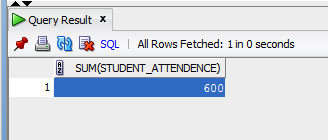 Query Result x
SQL | All Rows Fetched: 1 in 0 seconds
A Z SUM(STUDENT_ATTENDENCE)
1 600